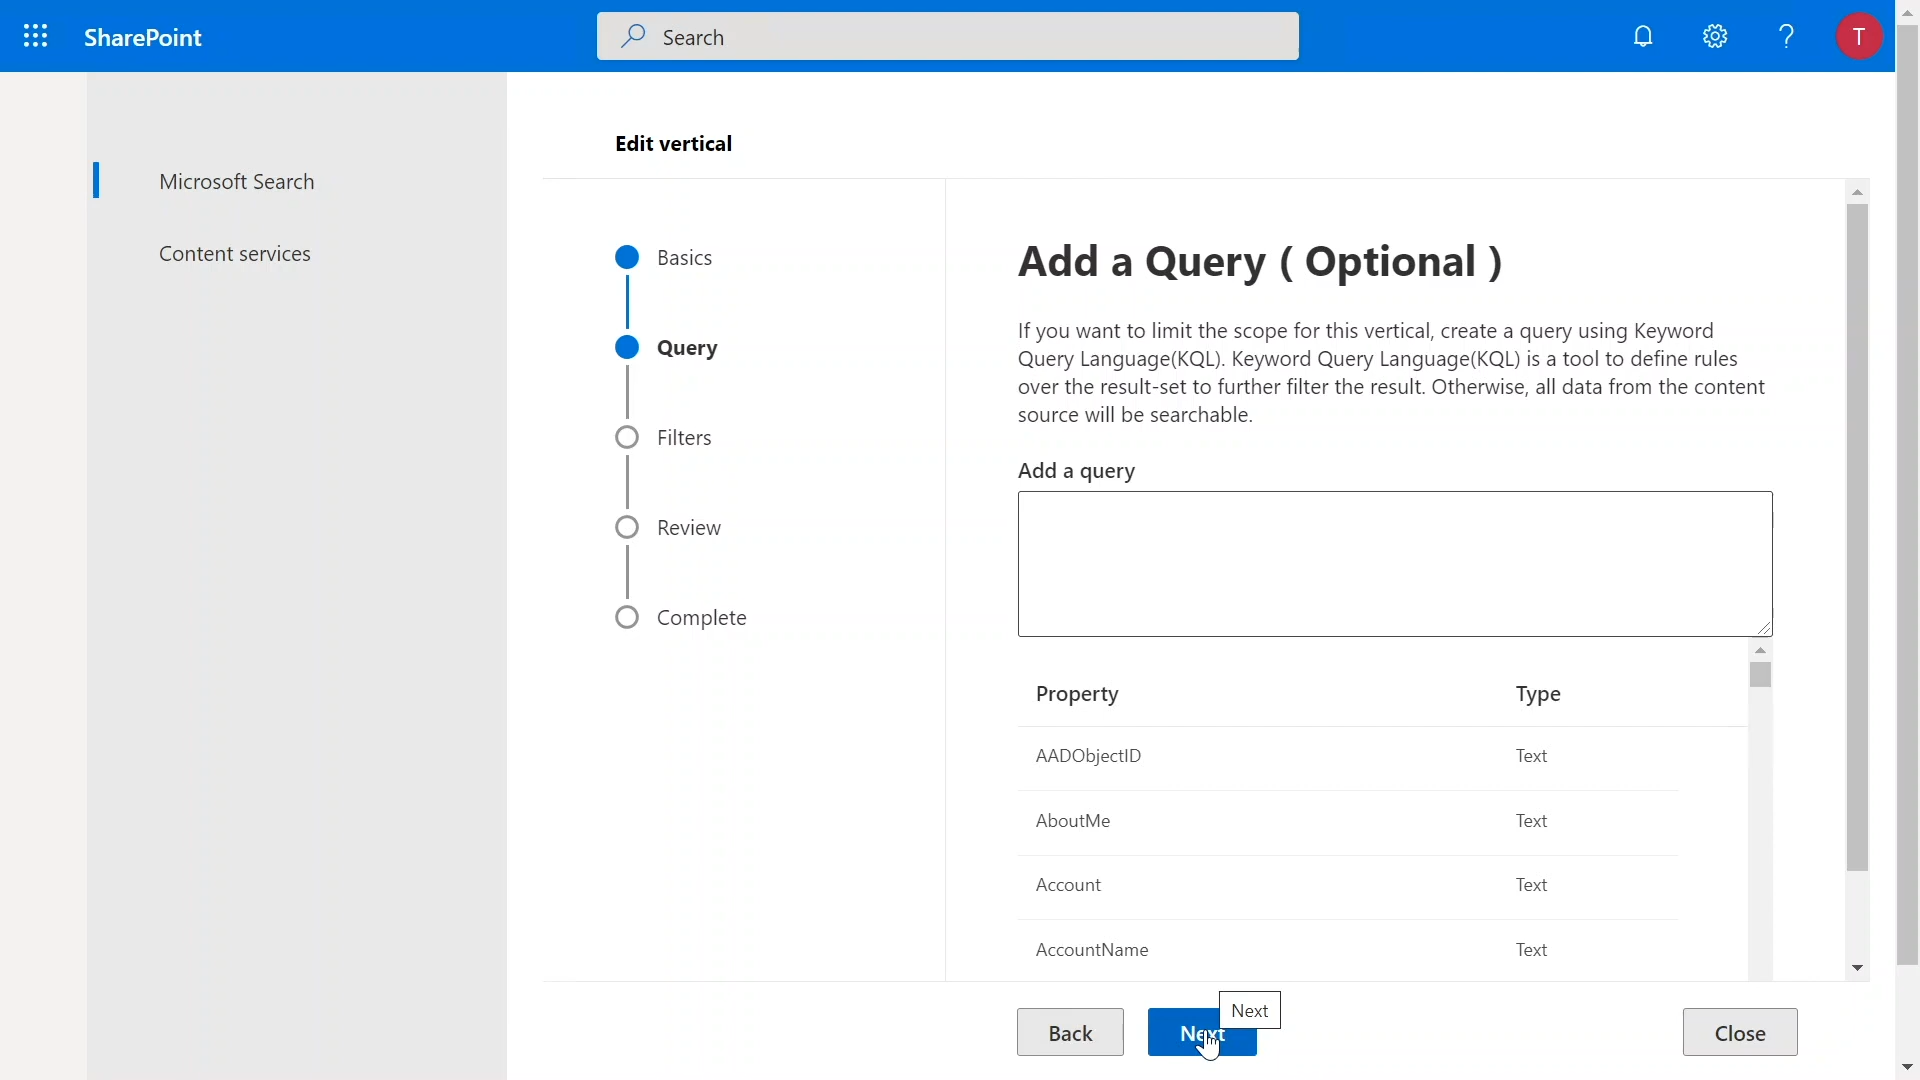 SharePoint
Search
T
Microsoft Search
Content services
Edit vertical
Basics
Query
Filters
Review
Complete
Add a Query ( Optional )
If you want to limit the scope for this vertical, create a query using Keyword
Query Language(KQL). Keyword Query Language(KQL) is a tool to define rules
over the result-set to further filter the result. Otherwise, all data from the content
source will be searchable.
Add a query
Property Type
AADObjectID Text
AboutMe Text
Account Text
AccountName Text
Next
Back Next Close